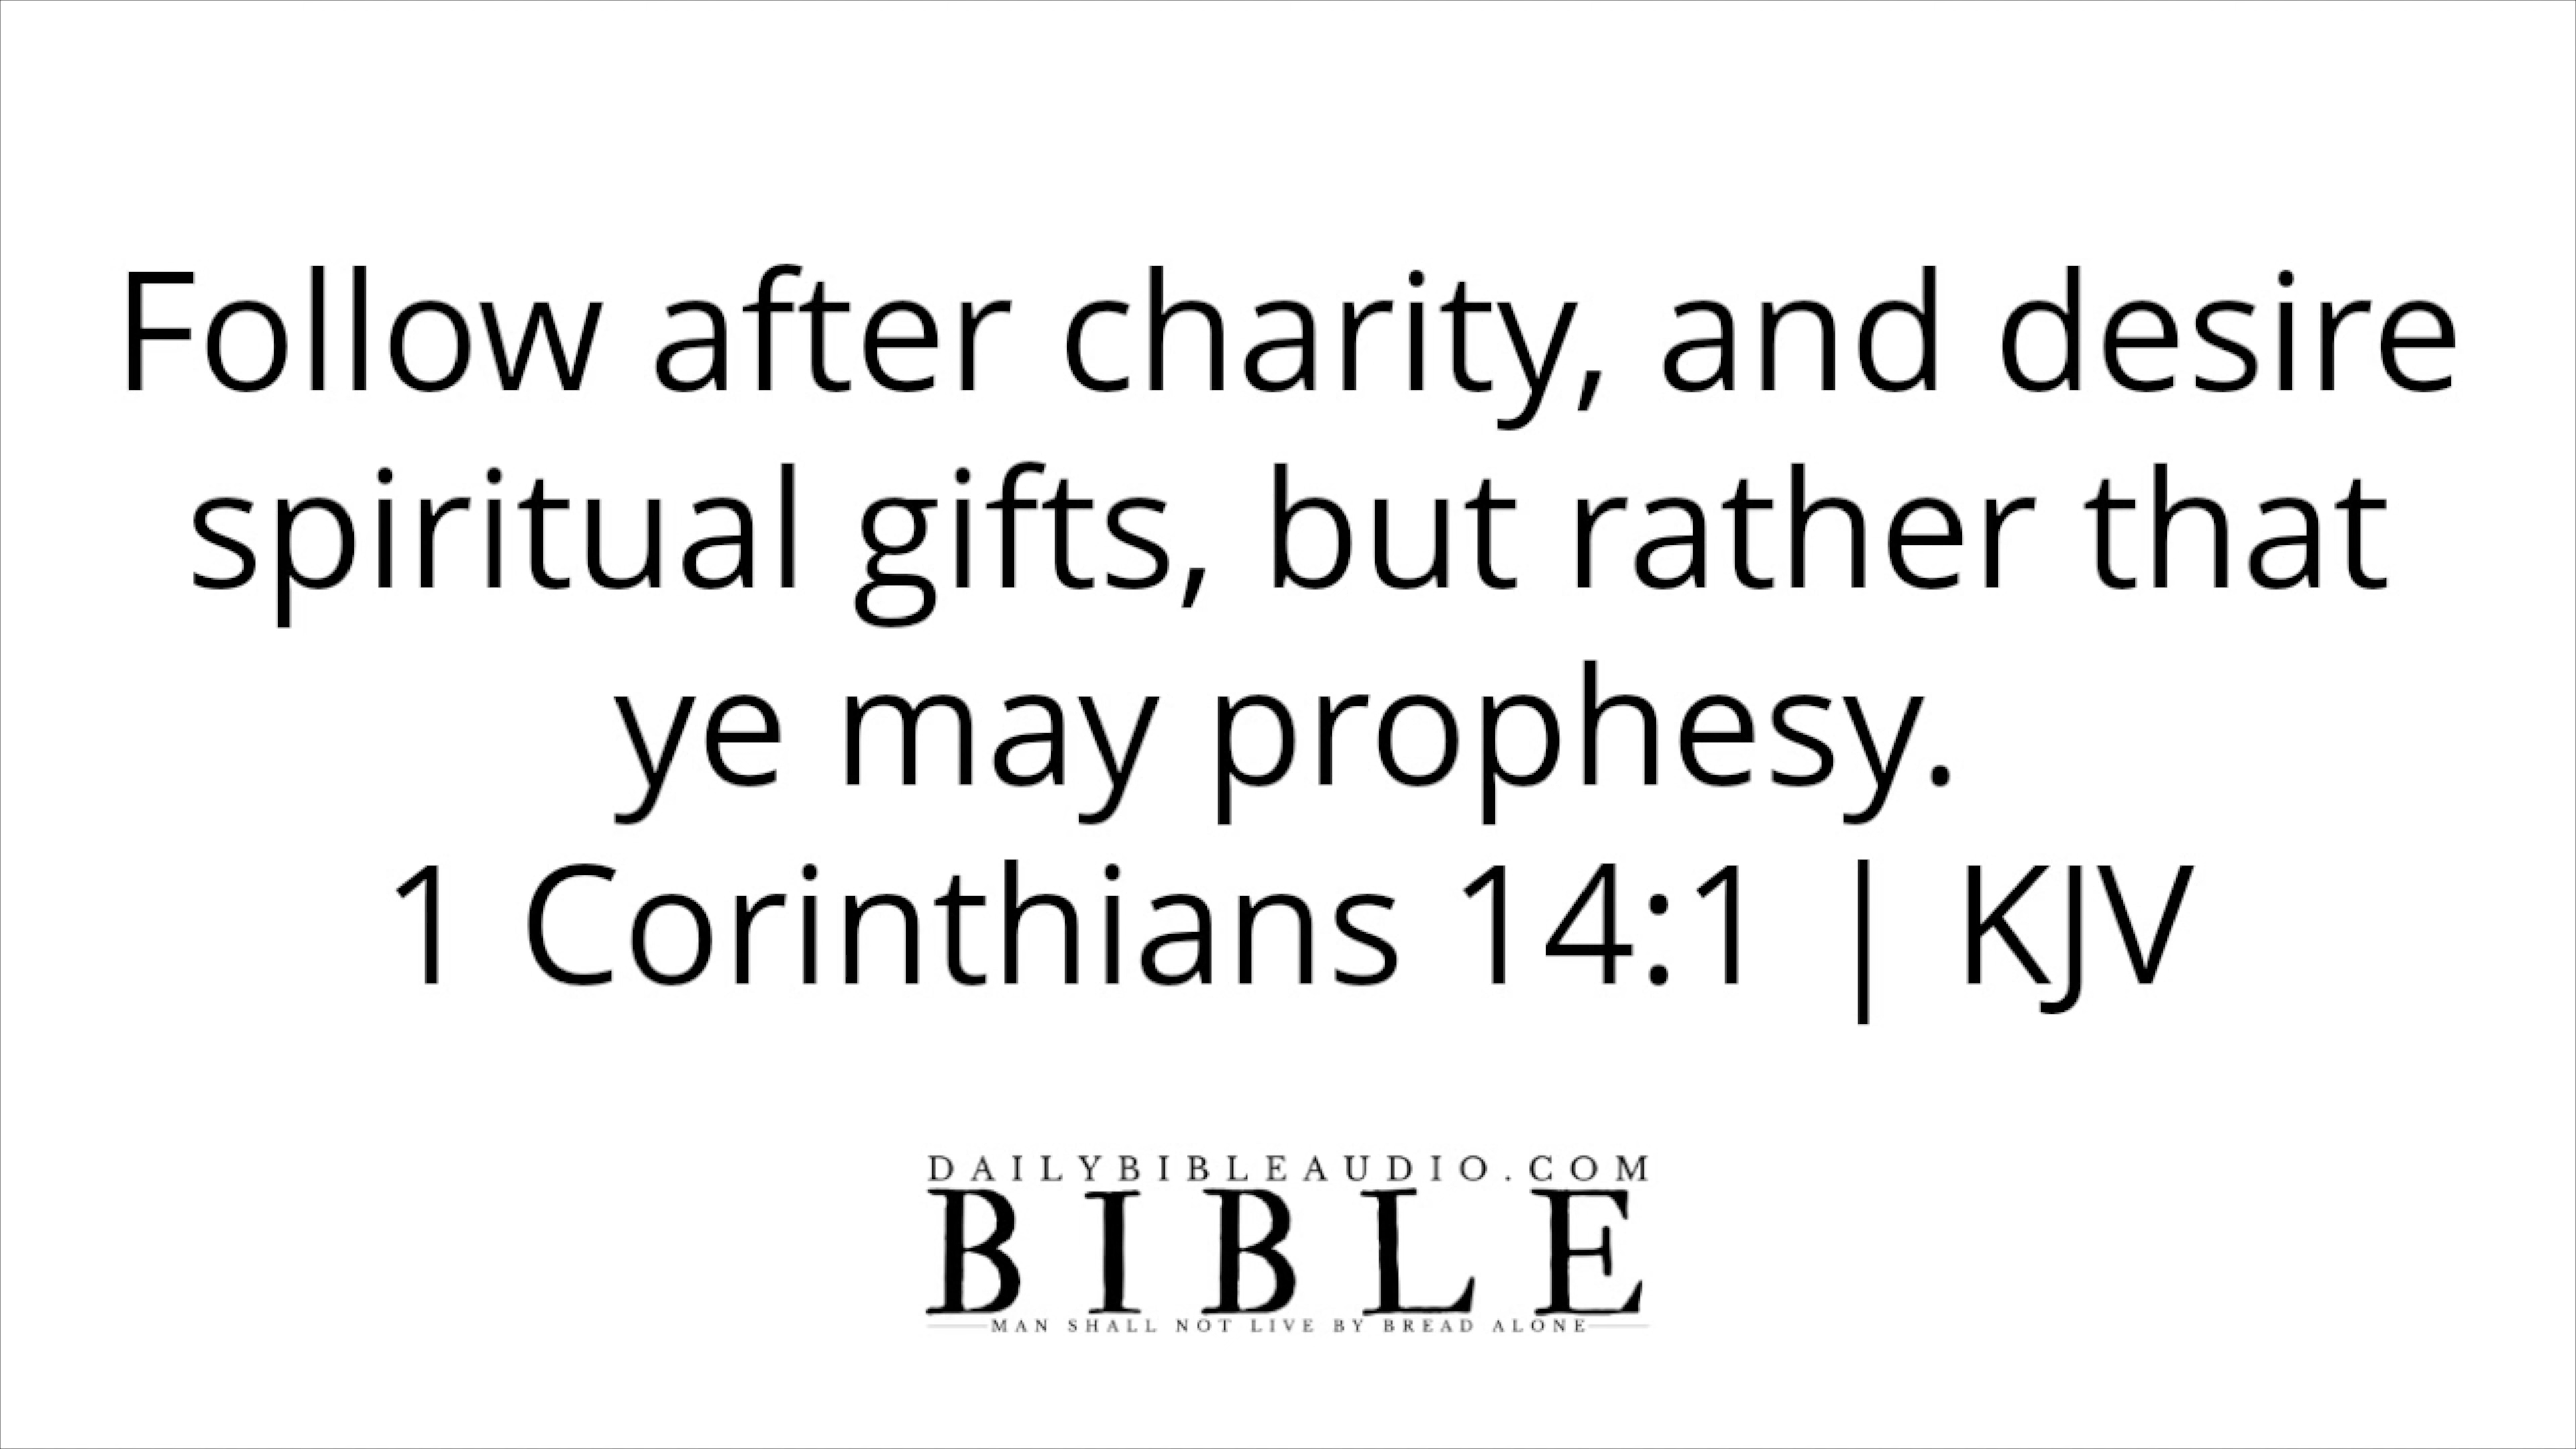 Follow after charity, and desire
spiritual gifts, but rather that
ye may prophesy.
1 Corinthians 14:1 | KJV
DAILYBIBLEAUDIO.COM
BIBLE
MAN SHALL NOT LIVE BY BREAD ALONE